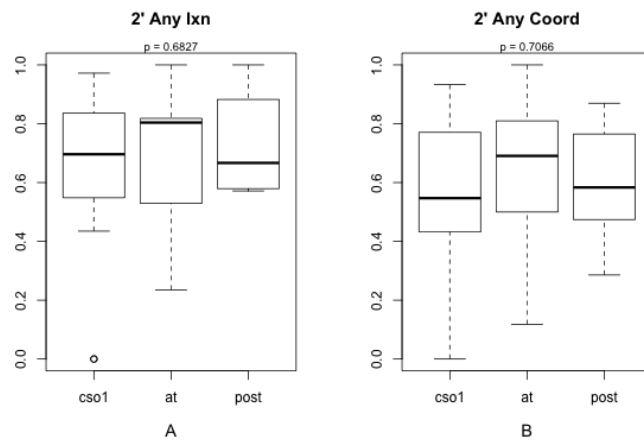 2' Any Ixn
p = 0.6827
1.0
0.8
0.6
0.4
0.2
0.0
cso1 at post
A
2' Any Coord
p = 0.7066
1.0
0.8
0.6
0.4
0.2
0.0
cso1 at post
B